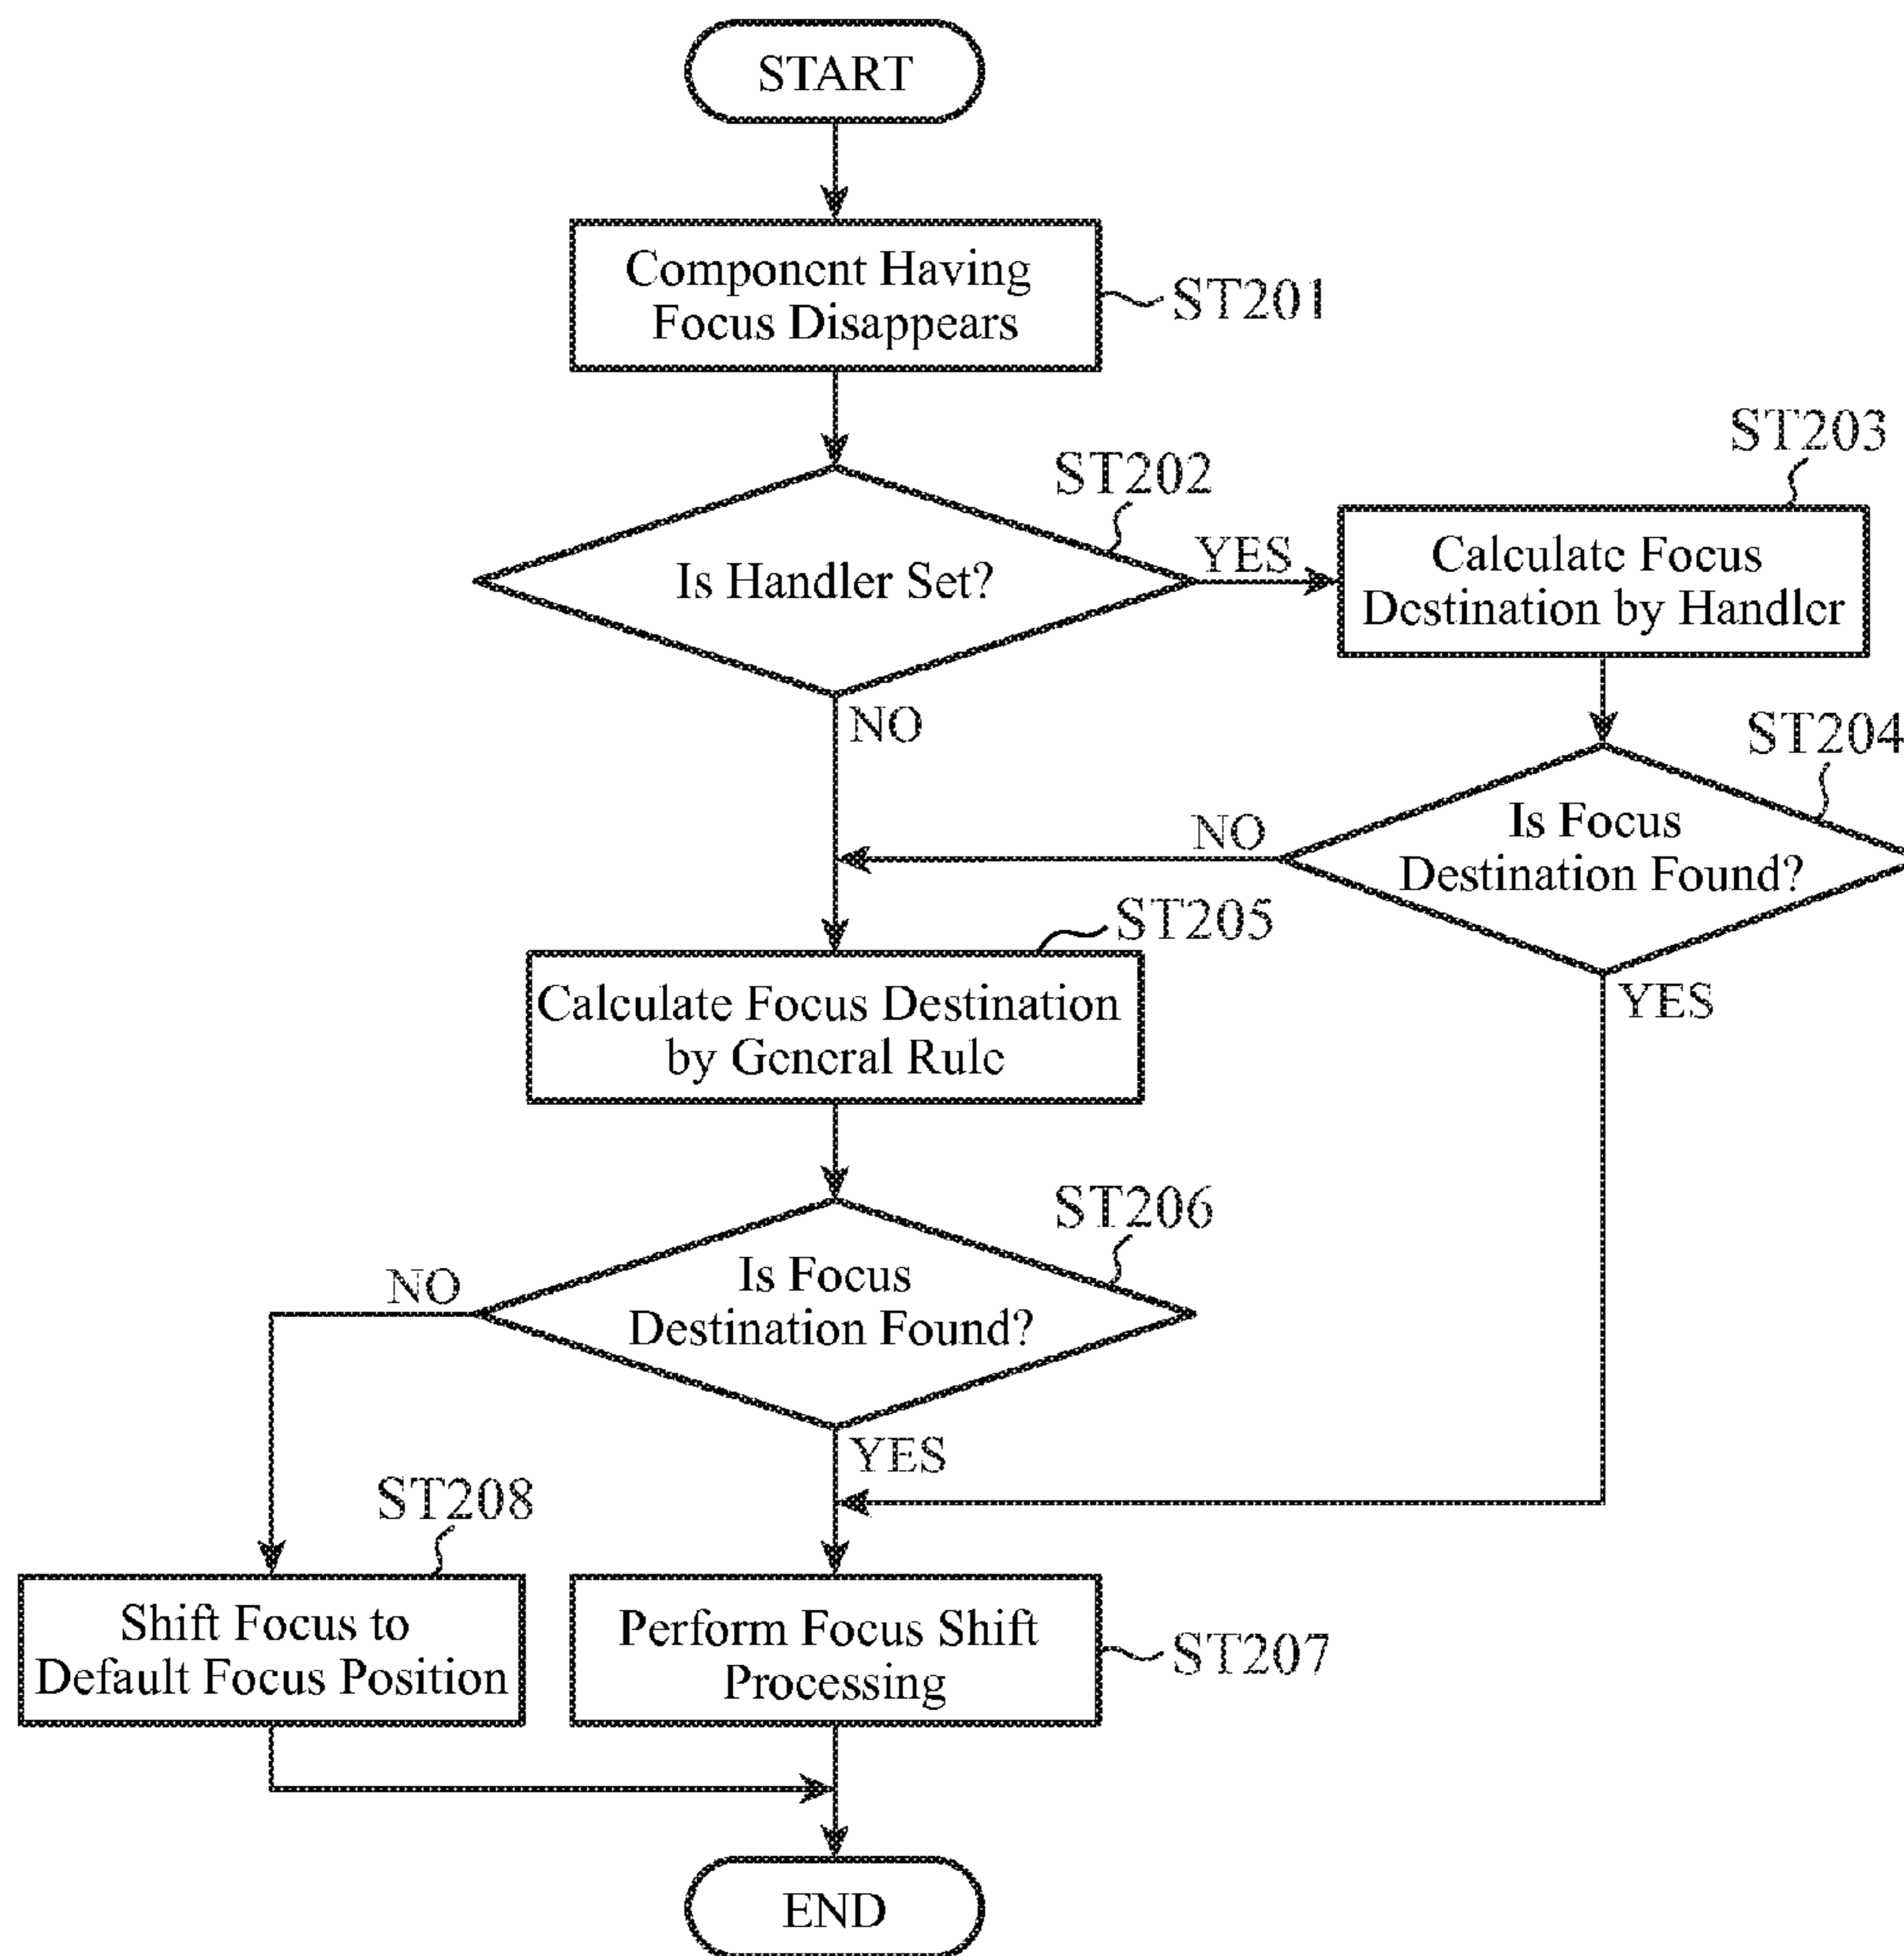 START
Component Having
Focus Disappears
ST201
ST202
Is Handler Set?
YES
NO
ST203
Calculate Focus
Destination by Handler
ST204
Is Focus
Destination Found?
NO
YES
ST205
Calculate Focus Destination
by General Rule
ST206
Is Focus
Destination Found?
NO
YES
ST208
Shift Focus to
Default Focus Position
Perform Focus Shift
Processing
ST207
END